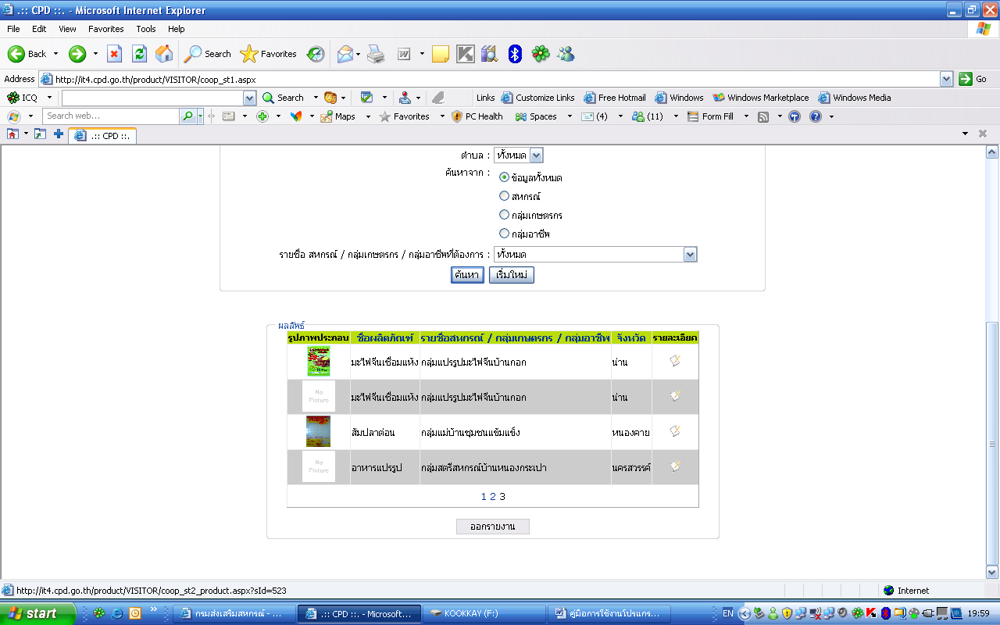 .:: CPD ::. - Microsoft Internet Explorer
File Edit View Favorites Tools Help
Back Search Favorites
Address http://it4.cpd.go.th/product/VISITOR/coop_st1.aspx Go
ICQ Search Links Customize Links Free Hotmail Windows Windows Marketplace Windows Media
Search web... Maps Favorites PC Health Spaces (4) (11) Form Fill
.:: CPD ::.
ตำบล : ทั้งหมด
ค้นหาจาก : ข้อมูลทั้งหมด
สหกรณ์
กลุ่มเกษตรกร
กลุ่มอาชีพ
รายชื่อ สหกรณ์ / กลุ่มเกษตรกร / กลุ่มอาชีพที่ต้องการ : ทั้งหมด
ค้นหา เริ่มใหม่
ผลลัพธ์
รูปภาพประกอบ ชื่อผลิตภัณฑ์ รายชื่อสหกรณ์ / กลุ่มเกษตรกร / กลุ่มอาชีพ จังหวัด รายละเอียด
มะไฟจีนเชื่อมแห้ง กลุ่มแปรรูปมะไฟจีนบ้านกอก น่าน
No Picture มะไฟจีนเชื่อมแห้ง กลุ่มแปรรูปมะไฟจีนบ้านกอก น่าน
ส้มปลาต่อน กลุ่มแม่บ้านชุมชนแข้มแข็ง หนองคาย
No Picture อาหารแปรรูป กลุ่มสตรีสหกรณ์บ้านหนองกระเปา นครสวรรค์
1 2 3
ออกรายงาน
http://it4.cpd.go.th/product/VISITOR/coop_st2_product.aspx?sId=523 Internet
start กรมส่งเสริมสหกรณ์ - ... .:: CPD ::. - Microsoft... KOOKKAY (F:) คู่มือการใช้งานโปรแกร... EN 19:59